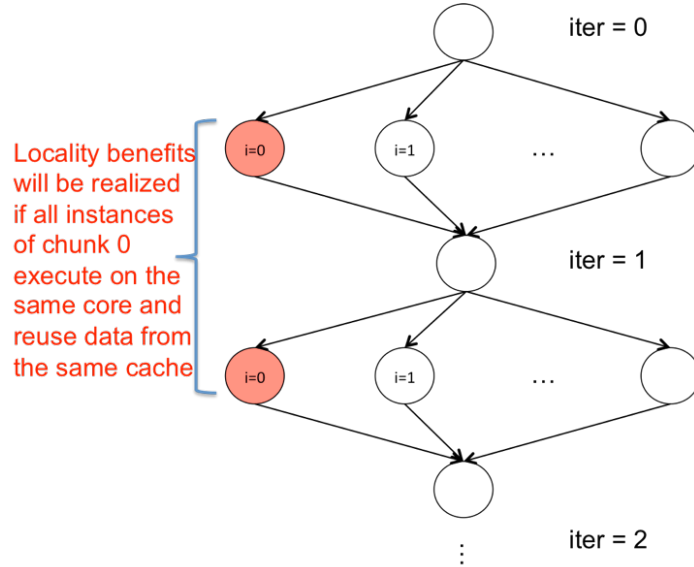 iter = 0
Locality benefits
will be realized
if all instances
of chunk 0
execute on the
same core and
reuse data from
the same cache
i=0
i=1
...
iter = 1
i=0
i=1
...
iter = 2
⋮